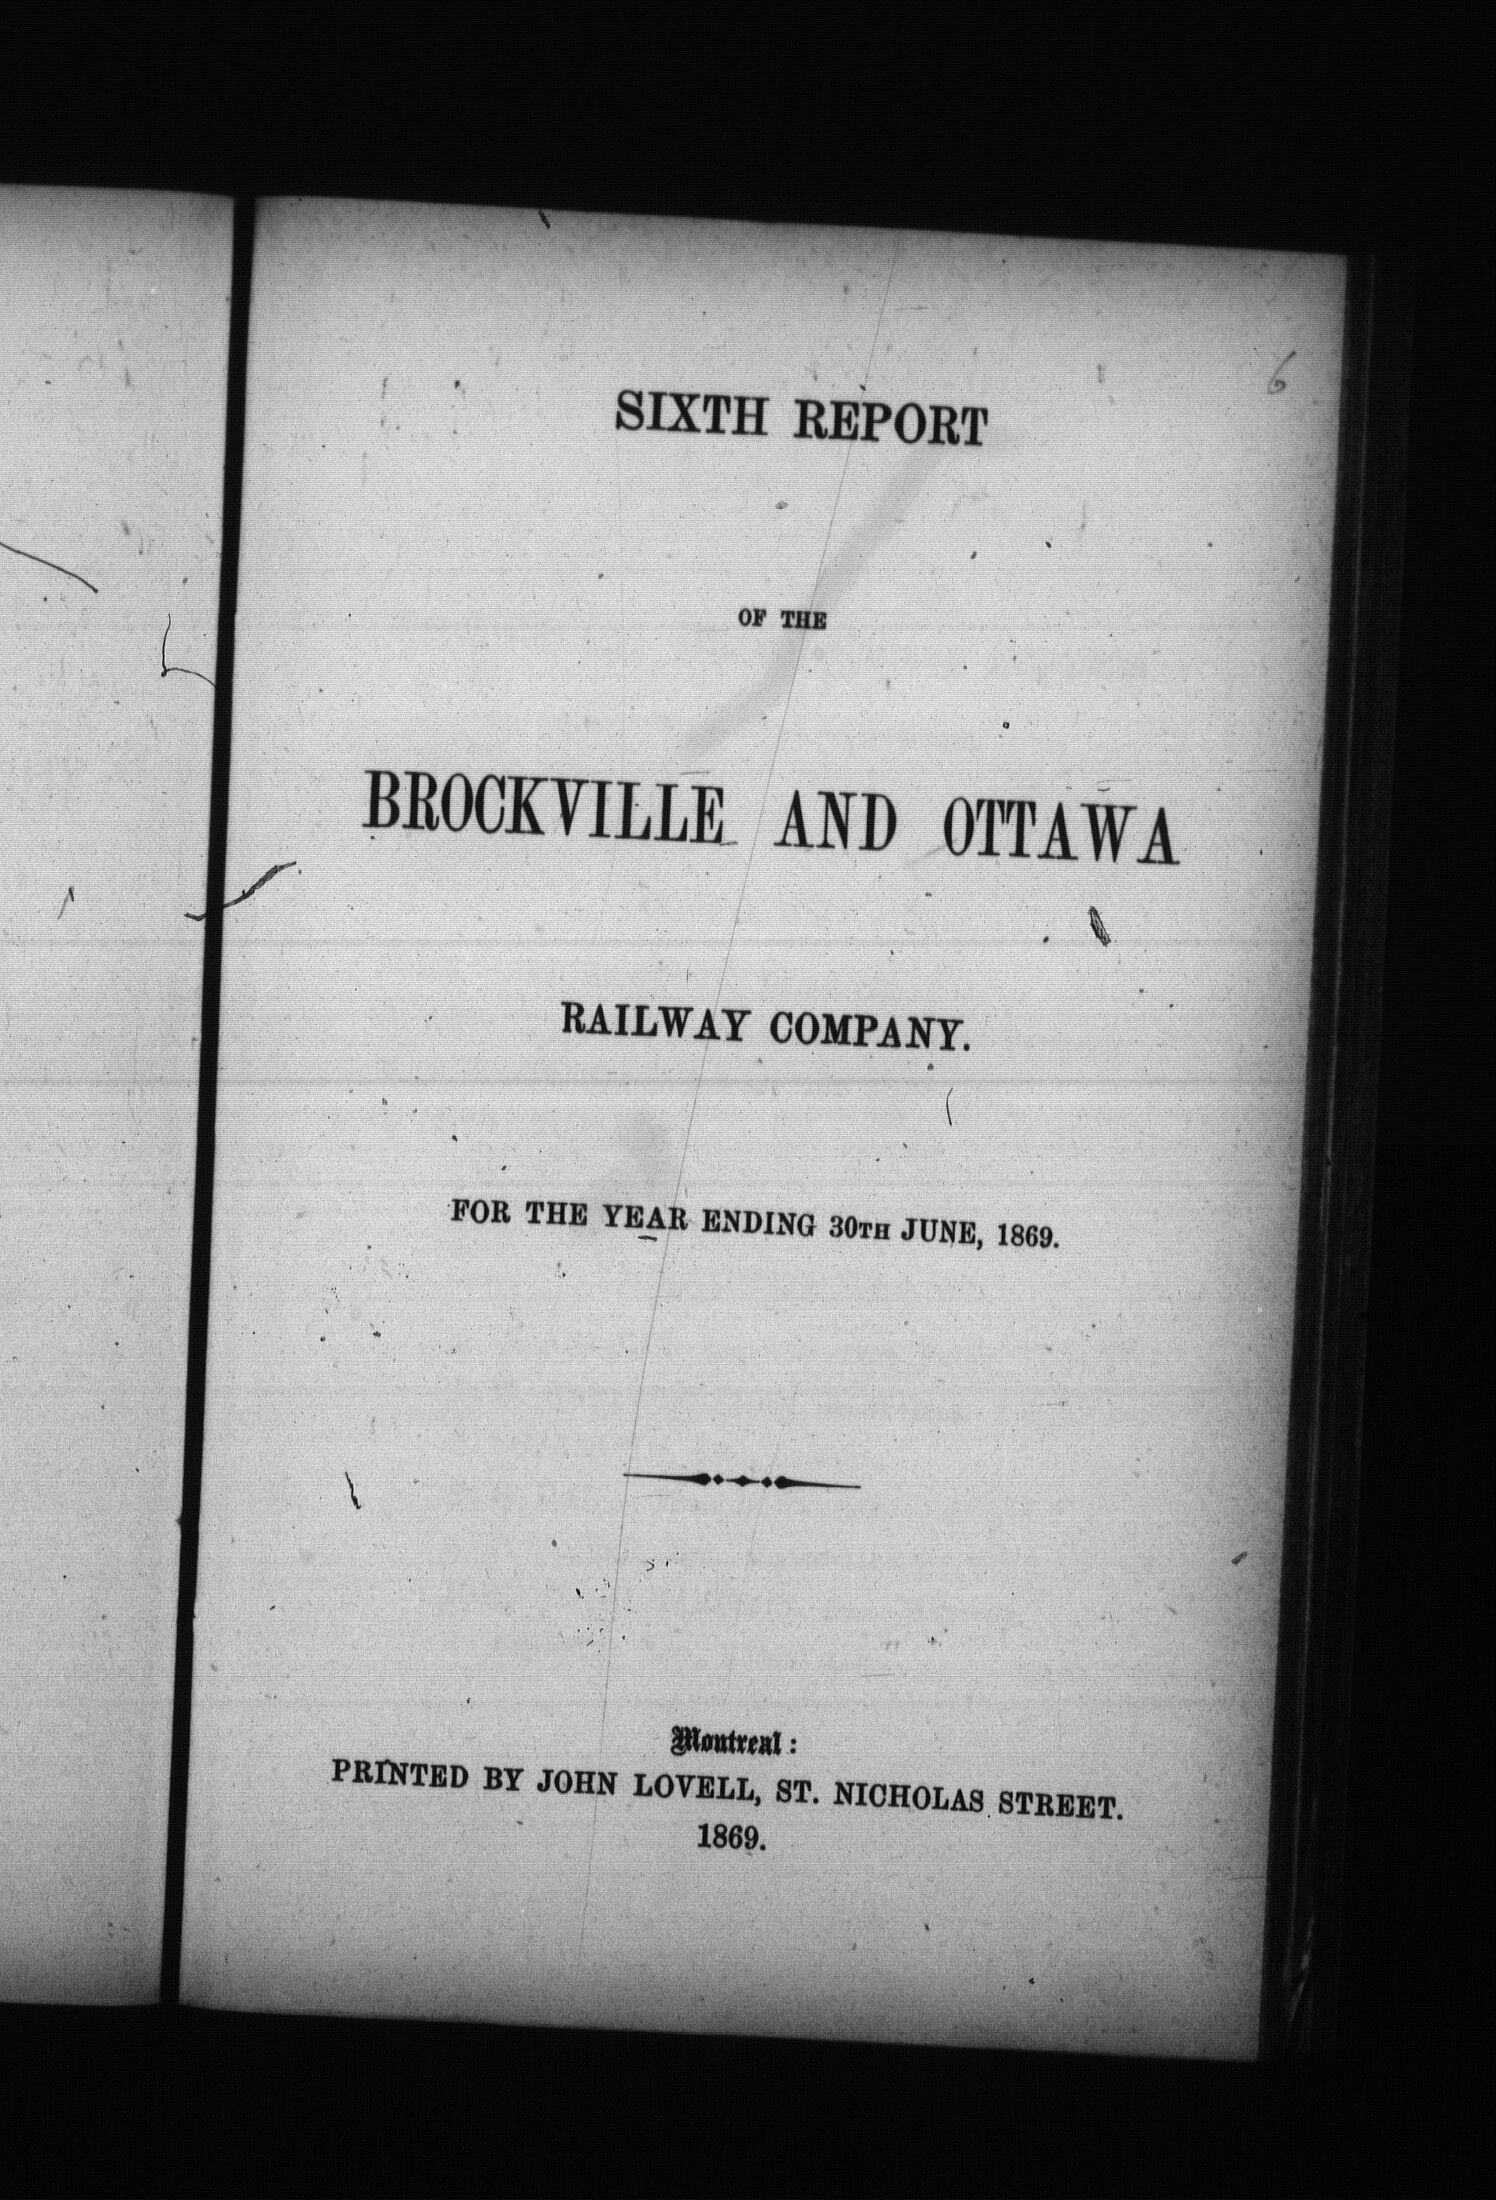 6
SIXTH REPORT
OF THE
BROCKVILLE AND OTTAWA
RAILWAY COMPANY.
FOR THE YEAR ENDING 30TH JUNE, 1869.
Montreal:
PRINTED BY JOHN LOVELL, ST. NICHOLAS STREET.
1869.